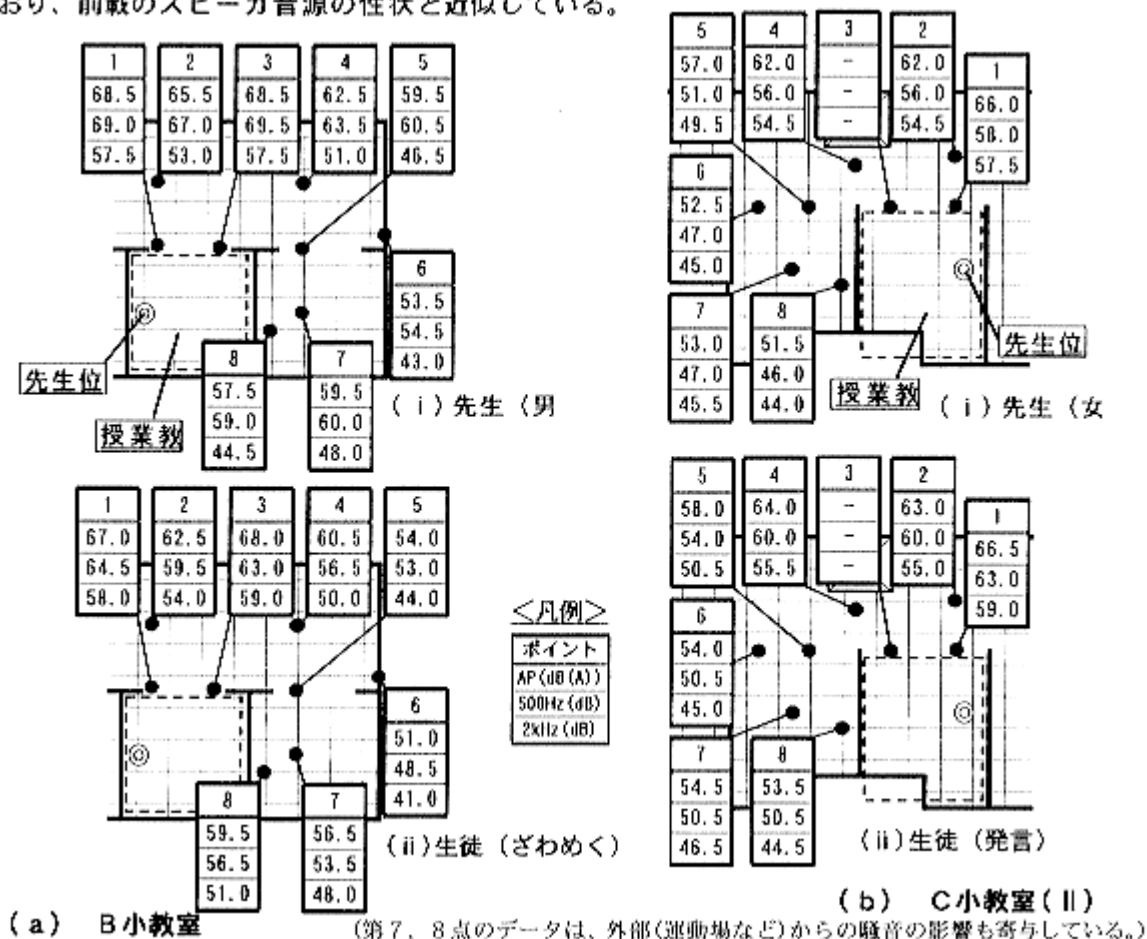 おり、前載のスピーカ音源の性状と近似している。
1 2 3 4 5
68.5 65.5 68.5 62.5 59.5
69.0 67.0 69.5 63.5 60.5
57.5 53.0 57.5 51.0 46.5
6
53.5
54.5
43.0
8 7
57.5 59.5
59.0 60.0
44.5 48.0
先生位
授業教
(ⅰ)先生(男
5 4 3 2
57.0 62.0 - 62.0
51.0 56.0 - 56.0
49.5 54.5 - 54.5
1
66.0
58.0
57.5
6
52.5
47.0
45.0
7 8
53.0 51.5
47.0 46.0
45.5 44.0
先生位
授業教
(ⅰ)先生(女
1 2 3 4 5
67.0 62.5 68.0 60.5 54.0
64.5 59.5 63.0 56.5 53.0
58.0 54.0 59.0 50.0 44.0
6
51.0
48.5
41.0
8 7
59.5 56.5
56.5 53.5
51.0 48.0
(ⅱ)生徒(ざわめく)
<凡例>
ポイント
AP(dB(A))
500Hz(dB)
2kHz(dB)
5 4 3 2
58.0 64.0 - 63.0
54.0 60.0 - 60.0
50.5 55.5 - 55.0
1
66.5
63.0
59.0
6
54.0
50.5
45.0
7 8
54.5 53.5
50.5 50.5
46.5 44.5
(ⅱ)生徒(発言)
(a) B小教室
(b) C小教室(Ⅱ)
(第7、8点のデータは、外部(運動場など)からの騒音の影響も寄与している。)